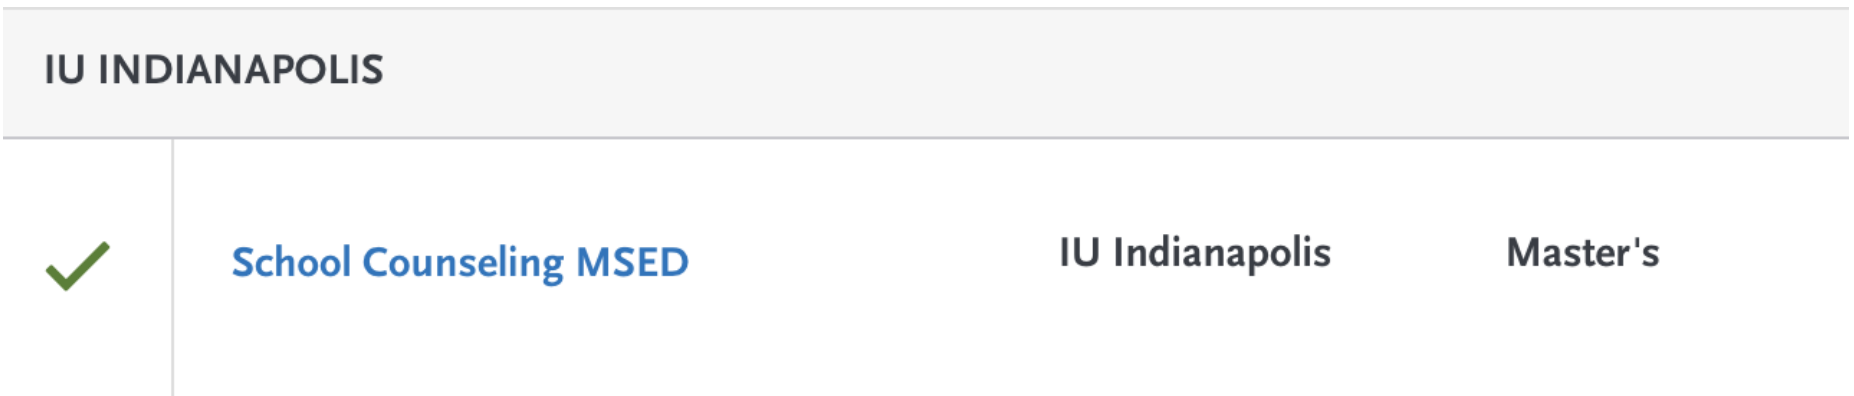 IU INDIANAPOLIS
School Counseling MSED
IU Indianapolis
Master's